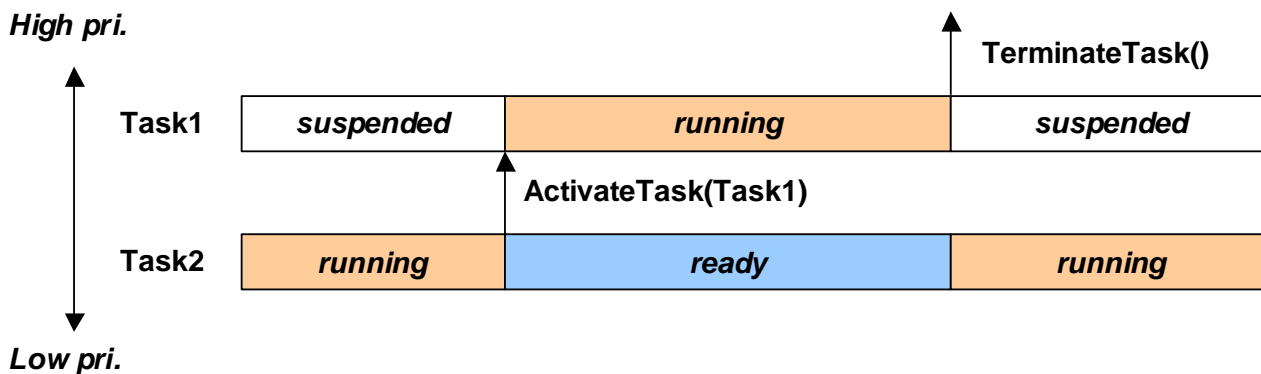 High pri.
TerminateTask()
Task1
suspended
running
suspended
ActivateTask(Task1)
Task2
running
ready
running
Low pri.